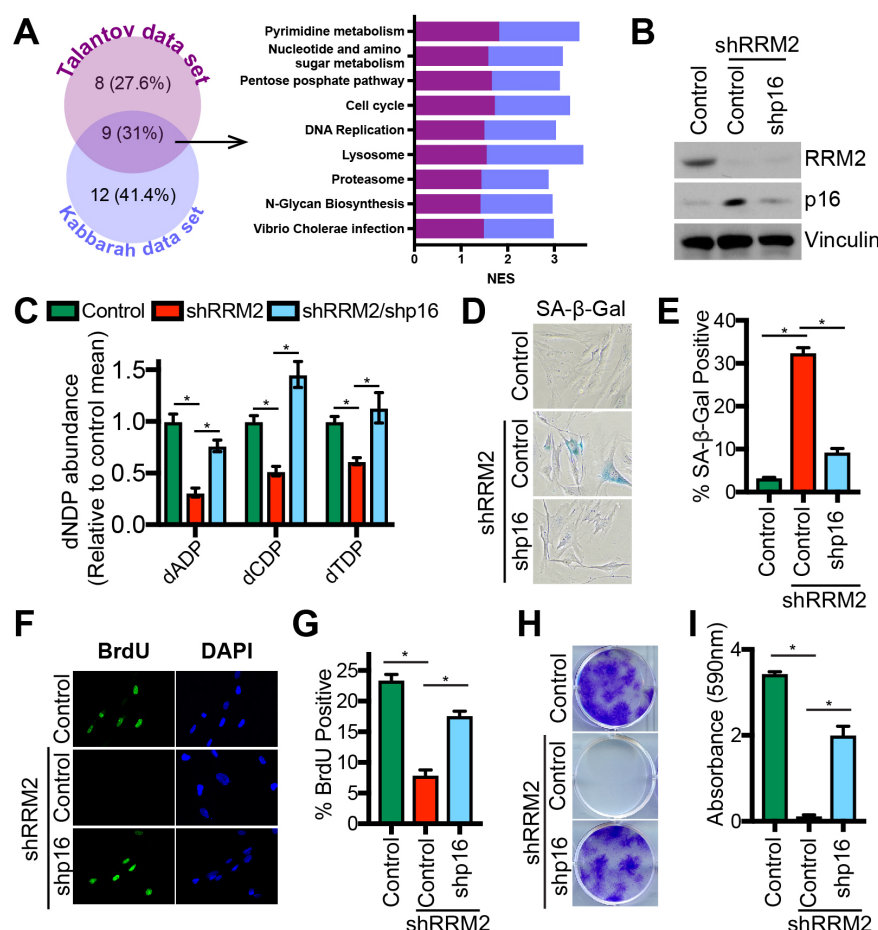 A
Talantov data set
8 (27.6%)
9 (31%)
12 (41.4%)
Kabbarah data set
Pyrimidine metabolism
Nucleotide and amino
sugar metabolism
Pentose posphate pathway
Cell cycle
DNA Replication
Lysosome
Proteasome
N-Glycan Biosynthesis
Vibrio Cholerae infection
0 1 2 3 4
NES
B
shRRM2
Control
Control
shp16
RRM2
p16
Vinculin
C
Control shRRM2 shRRM2/shp16
dNDP abundance
(Relative to control mean)
1.5
1.0
0.5
0.0
* * * * * *
dADP dCDP dTDP
D
SA-β-Gal
Control
Control
shp16
shRRM2
E
% SA-β-Gal Positive
40
30
20
10
0
* *
Control
Control
shp16
shRRM2
F
BrdU DAPI
Control
Control
shp16
shRRM2
G
% BrdU Positive
25
20
15
10
5
0
* *
Control
Control
shp16
shRRM2
H
Control
Control
shp16
shRRM2
I
Absorbance (590nm)
4
2
0
* *
Control
Control
shp16
shRRM2